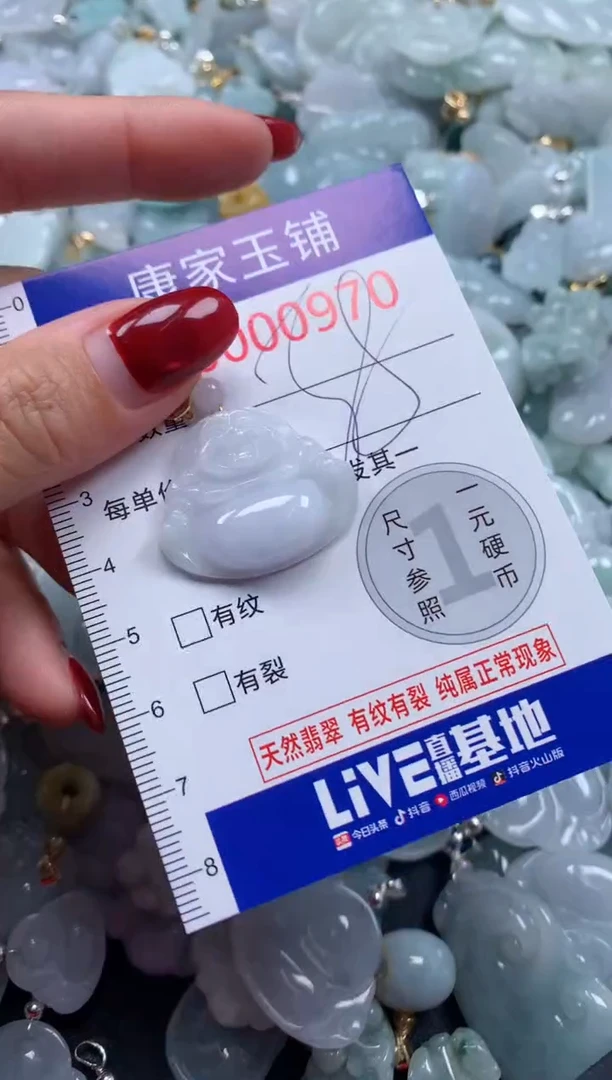 康家玉铺
000970
0
数量
发其一
每单
3
4
5
6
7
8
1
一元硬币
尺寸参照
有纹
有裂
天然翡翠 有纹有裂 纯属正常现象
LiVE直播基地
今日头条 抖音 西瓜视频 抖音火山版